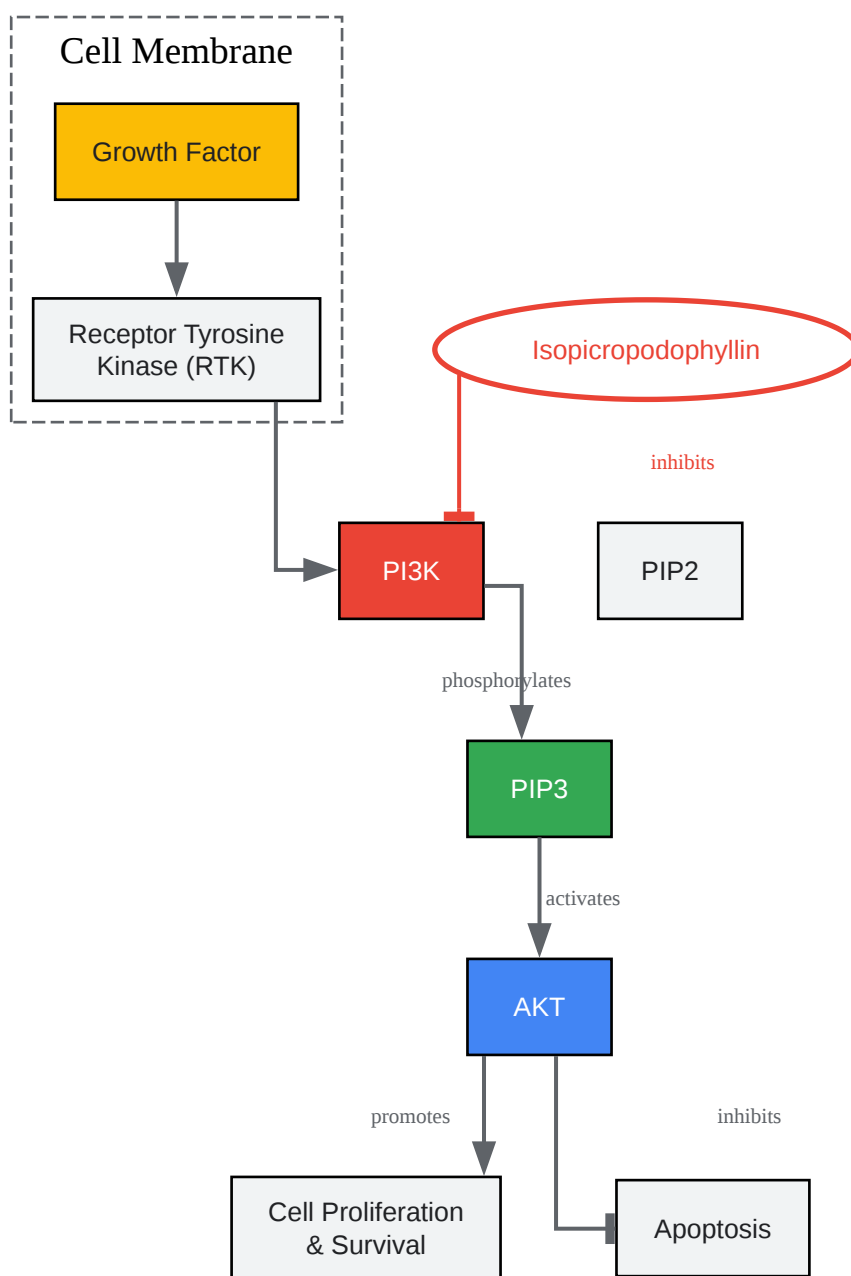 Cell Membrane
Growth Factor
Receptor Tyrosine
Kinase (RTK)
Isopicropodophyllin
inhibits
PI3K
PIP2
phosphorylates
PIP3
activates
AKT
promotes
inhibits
Cell Proliferation
& Survival
Apoptosis